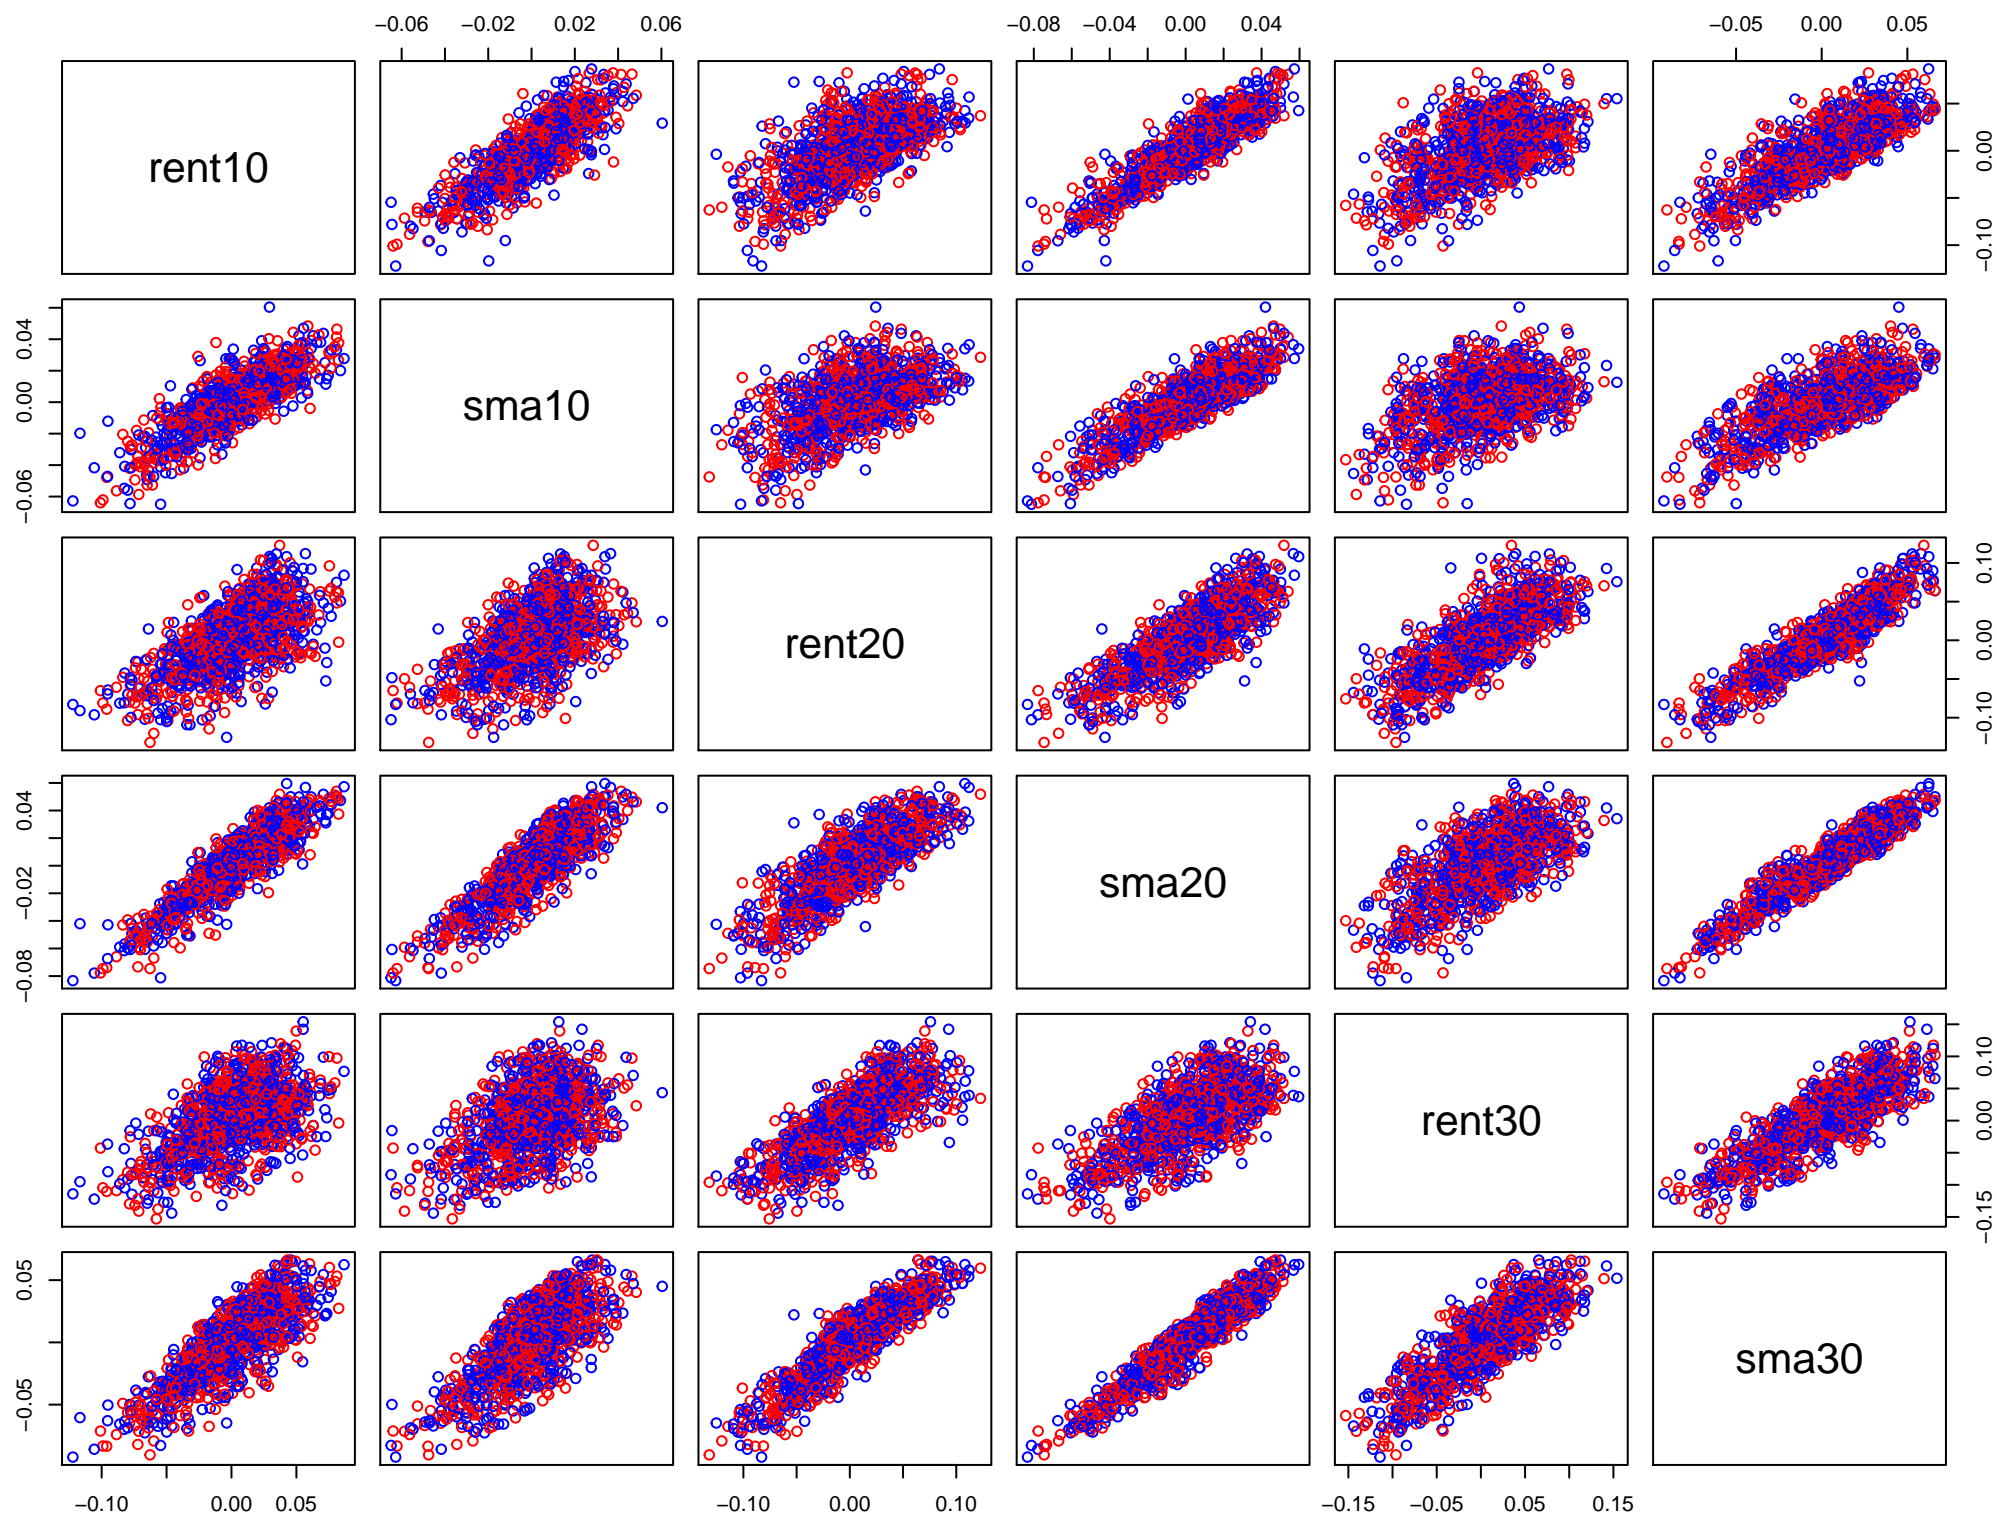 −0.06 −0.02 0.02 0.06
−0.08 −0.04 0.00 0.04
−0.05 0.00 0.05
rent10
−0.10 0.00
−0.06 0.00 0.04
sma10
rent20
−0.10 0.00 0.10
−0.08 −0.02 0.04
sma20
rent30
−0.15 0.00 0.10
−0.05 0.05
sma30
−0.10 0.00 0.05
−0.10 0.00 0.10
−0.15 −0.05 0.05 0.15